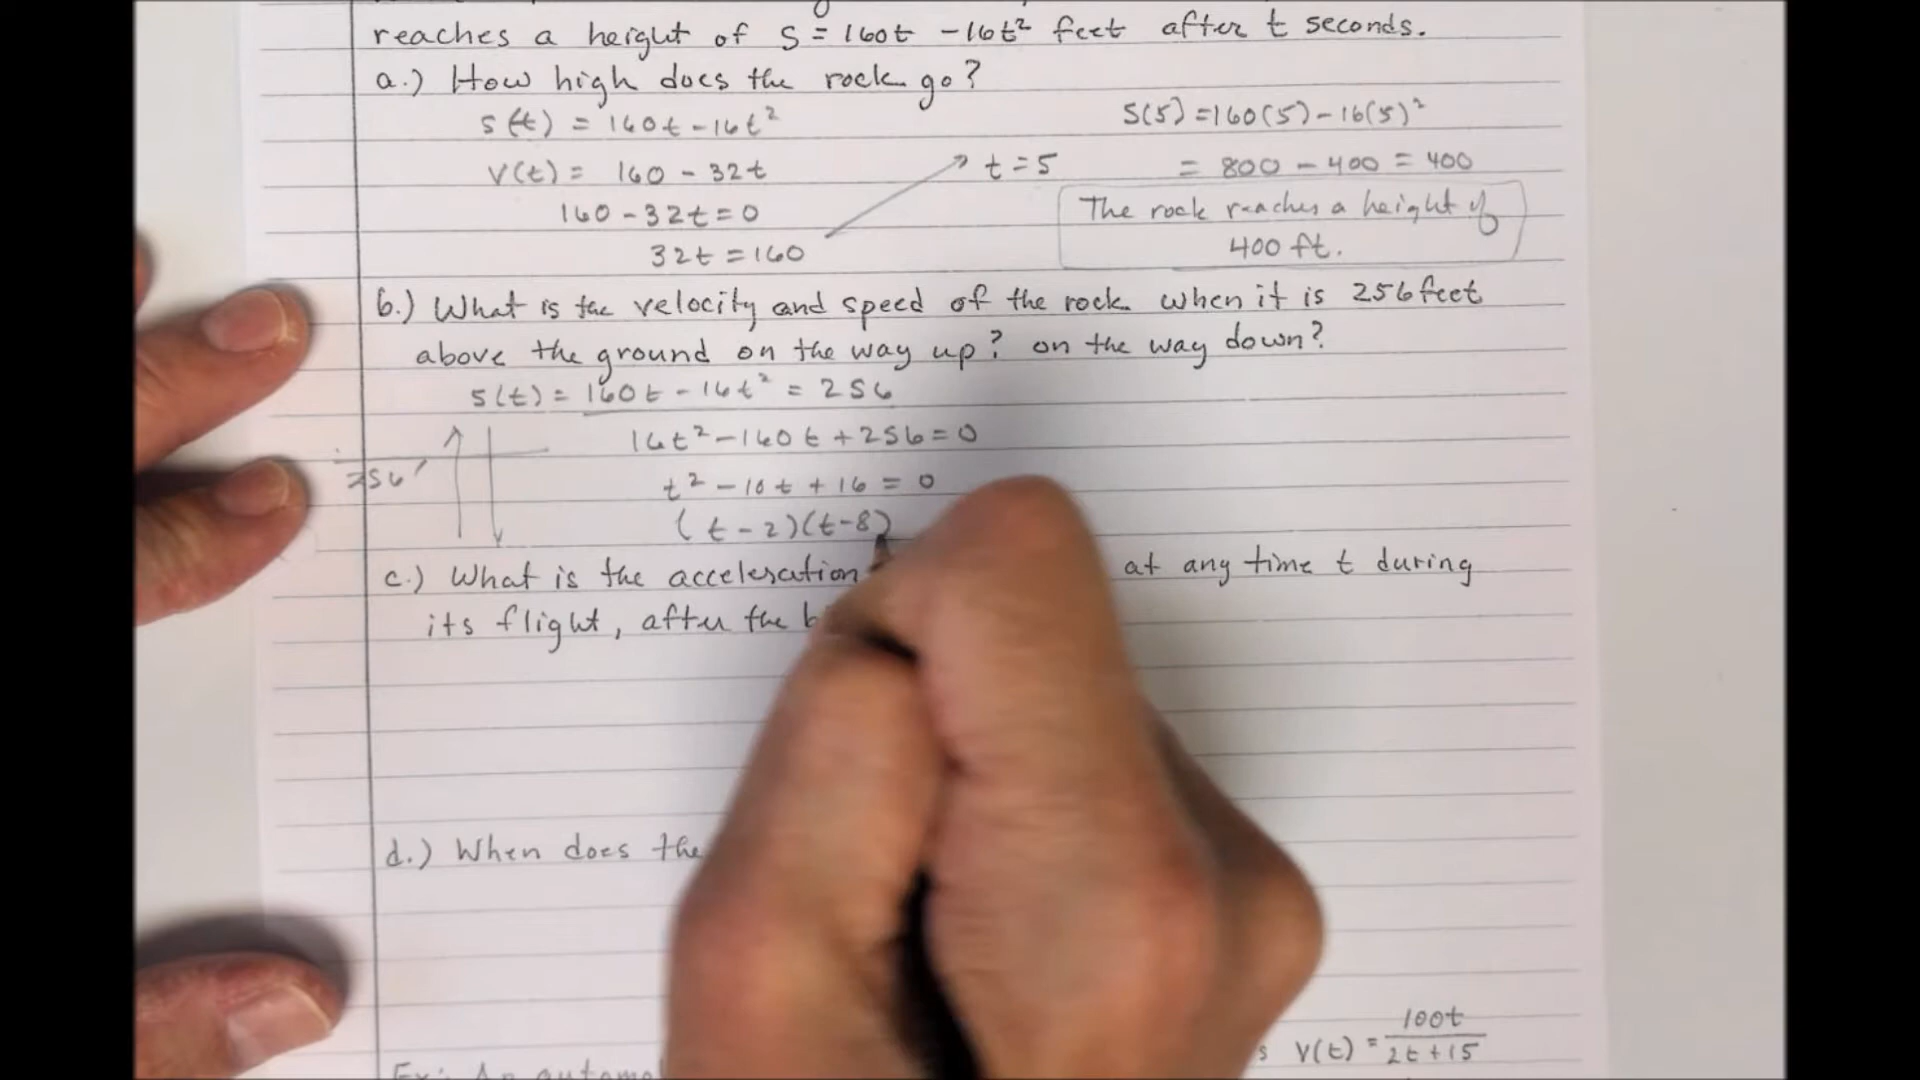 reaches a height of S = 160t - 16t² feet after t seconds.
a.) How high does the rock go?
s(t) = 160t - 16t²
S(5) = 160(5) - 16(5)²
v(t) = 160 - 32t
t = 5
= 800 - 400 = 400
160 - 32t = 0
The rock reaches a height of
32t = 160
400 ft.
b.) What is the velocity and speed of the rock when it is 256 feet
above the ground on the way up? on the way down?
s(t) = 160t - 16t² = 256
16t² - 160t + 256 = 0
256'
t² - 10t + 16 = 0
(t - 2)(t - 8)
c.) What is the acceleration at any time t during
its flight, after the
d.) When does the
100t
v(t) = 2t + 15
Ex: An